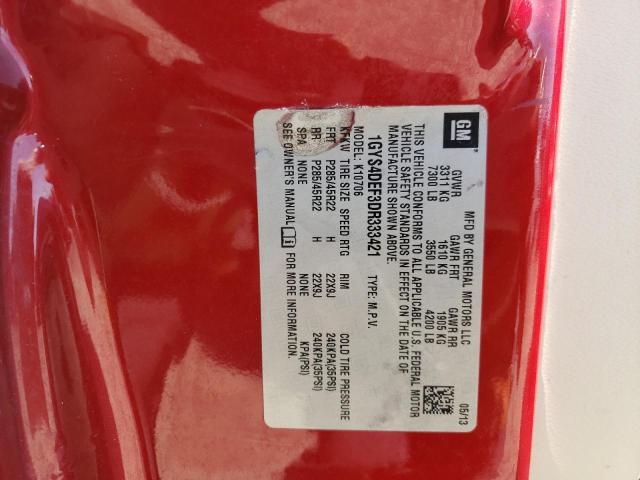 GM
MFD BY GENERAL MOTORS LLC 05/13
GVWR GAWR FRT GAWR RR
3311 KG 1610 KG 1905 KG
7300 LB 3550 LB 4200 LB
THIS VEHICLE CONFORMS TO ALL APPLICABLE U.S. FEDERAL MOTOR
VEHICLE SAFETY STANDARDS IN EFFECT ON THE DATE OF
MANUFACTURE SHOWN ABOVE.
1GYS4DEF3DR333421 TYPE: M.P.V.
MODEL: K10706
KFKW TIRE SIZE SPEED RTG RIM COLD TIRE PRESSURE
FRT P285/45R22 H 22X9J 240KPA(35PSI)
RR P285/45R22 H 22X9J 240KPA(35PSI)
SPA NONE NONE KPA(PSI)
SEE OWNER'S MANUAL FOR MORE INFORMATION.